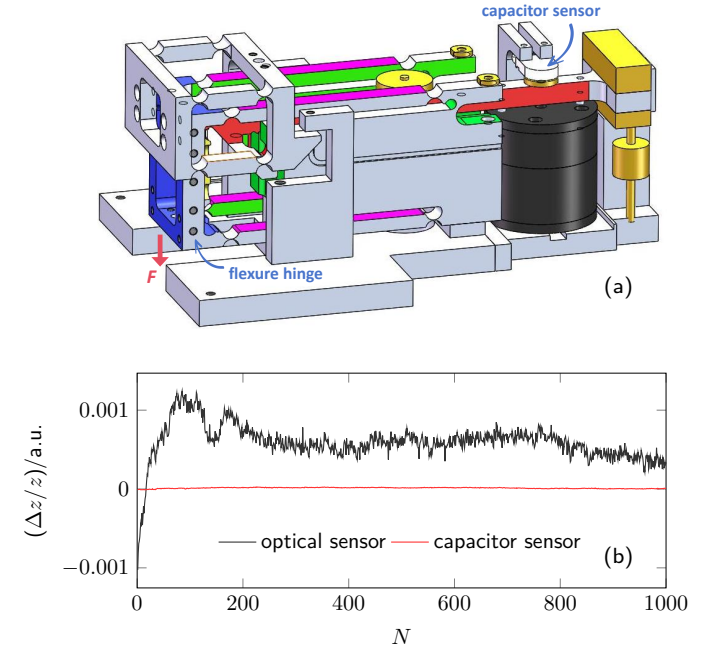 capacitor sensor
F
flexure hinge
(a)
(Δz/z)/a.u.
0.001
0
−0.001
optical sensor
capacitor sensor
(b)
0
200
400
600
800
1000
N